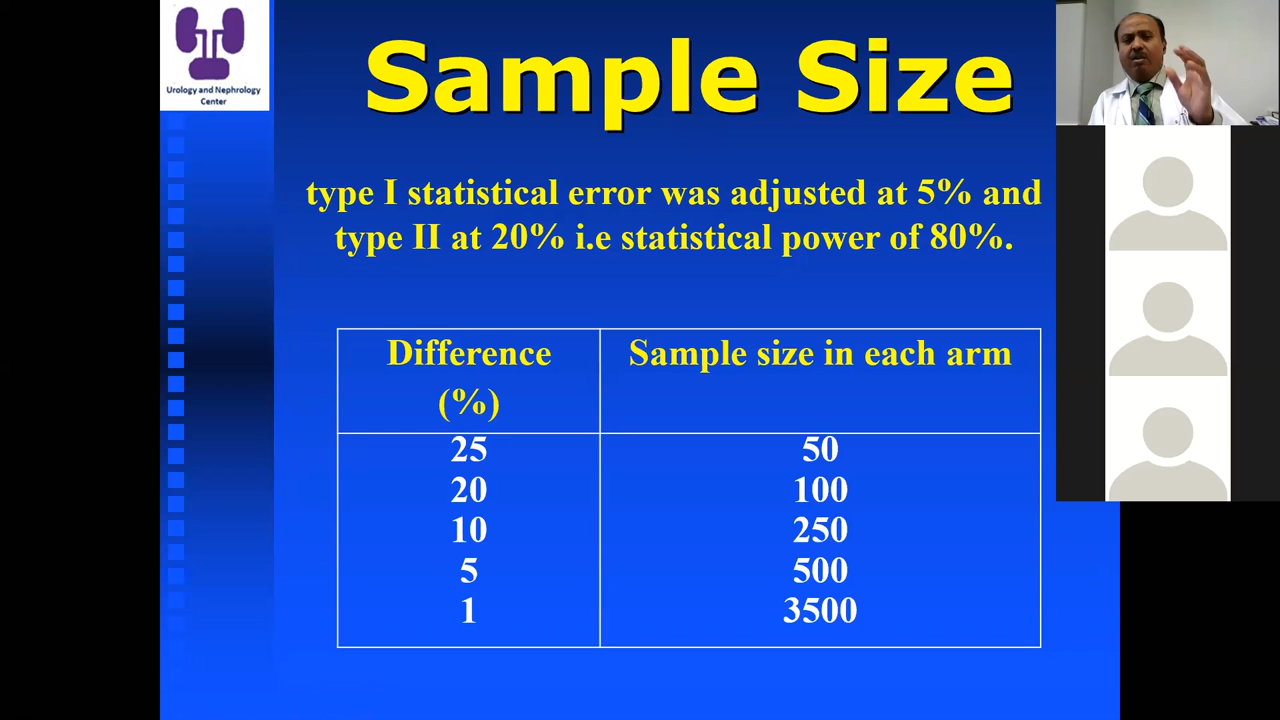 Urology and Nephrology
Center
Sample Size
type I statistical error was adjusted at 5% and
type II at 20% i.e statistical power of 80%.
Difference
(%)
Sample size in each arm
25 50
20 100
10 250
5 500
1 3500